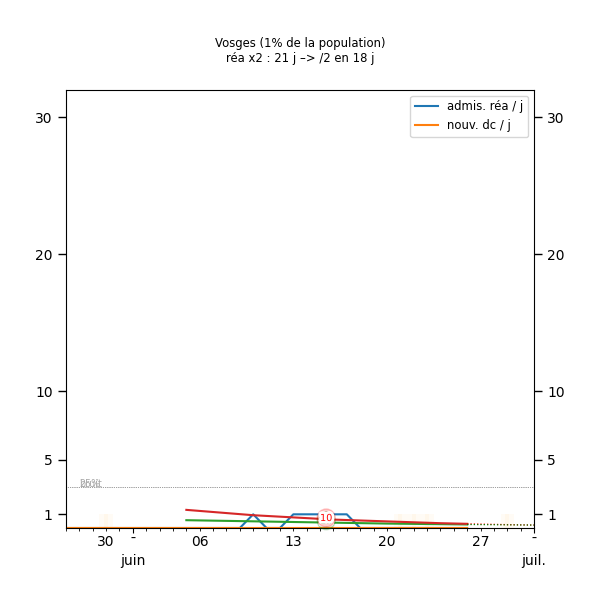 Vosges (1% de la population)
réa x2 : 21 j –> /2 en 18 j
admis. réa / j
nouv. dc / j
30 30
20 20
10 10
5 5
1 1
10
30 - 06 13 20 27 -
juin juil.